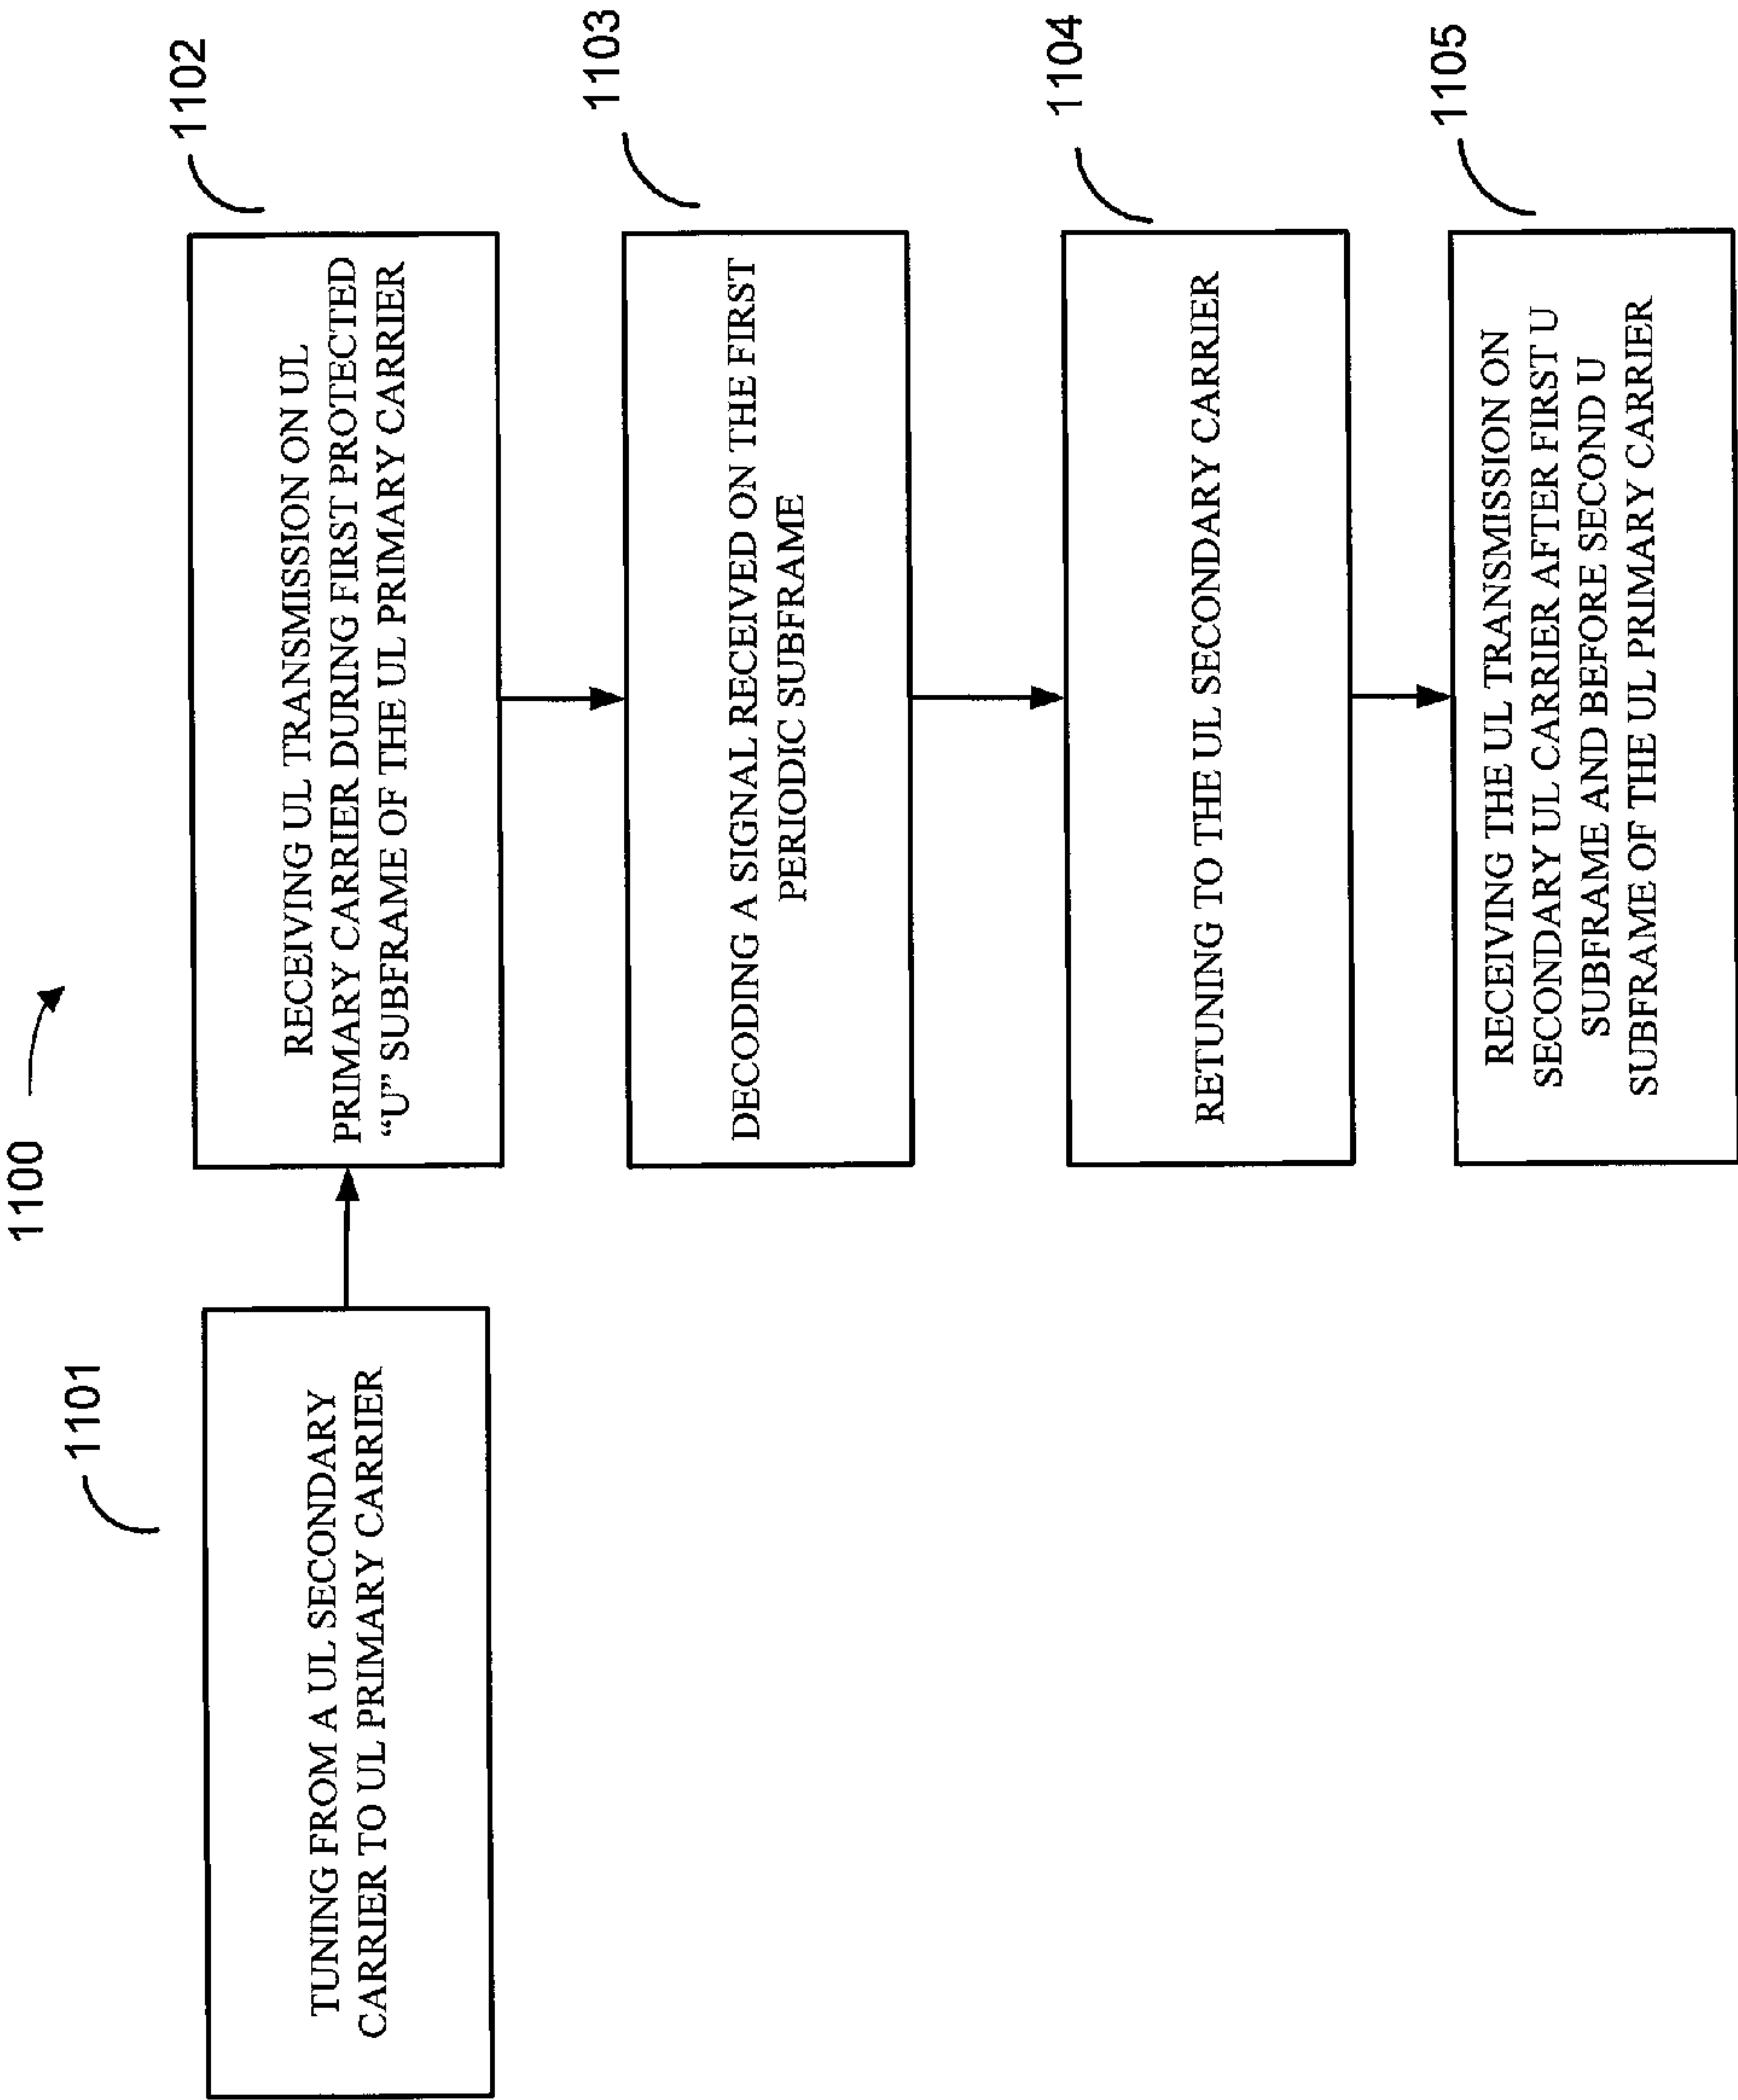 1100
1101
TUNING FROM A UL SECONDARY
CARRIER TO UL PRIMARY CARRIER
1102
RECEIVING UL TRANSMISSION ON UL
PRIMARY CARRIER DURING FIRST PROTECTED
“U” SUBFRAME OF THE UL PRIMARY CARRIER
1103
DECODING A SIGNAL RECEIVED ON THE FIRST
PERIODIC SUBFRAME
1104
RETUNING TO THE UL SECONDARY CARRIER
1105
RECEIVING THE UL TRANSMISSION ON
SECONDARY UL CARRIER AFTER FIRST U
SUBFRAME AND BEFORE SECOND U
SUBFRAME OF THE UL PRIMARY CARRIER